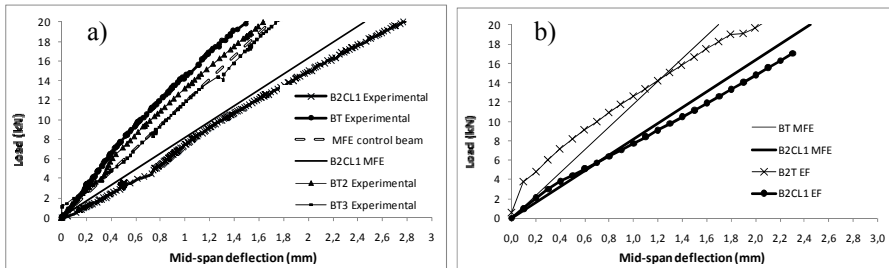 a)
20
18
16
14
12
10
8
6
4
2
0
Load (kN)
0
0,2
0,4
0,6
0,8
1
1,2
1,4
1,6
1,8
2
2,2
2,4
2,6
2,8
3
Mid-span deflection (mm)
B2CL1 Experimental
BT Experimental
MFE control beam
B2CL1 MFE
BT2 Experimental
BT3 Experimental
b)
20
18
16
14
12
10
8
6
4
2
0
Load (kN)
0,0
0,5
1,0
1,5
2,0
2,5
3,0
Mid-span deflection (mm)
BT MFE
B2CL1 MFE
B2T EF
B2CL1 EF